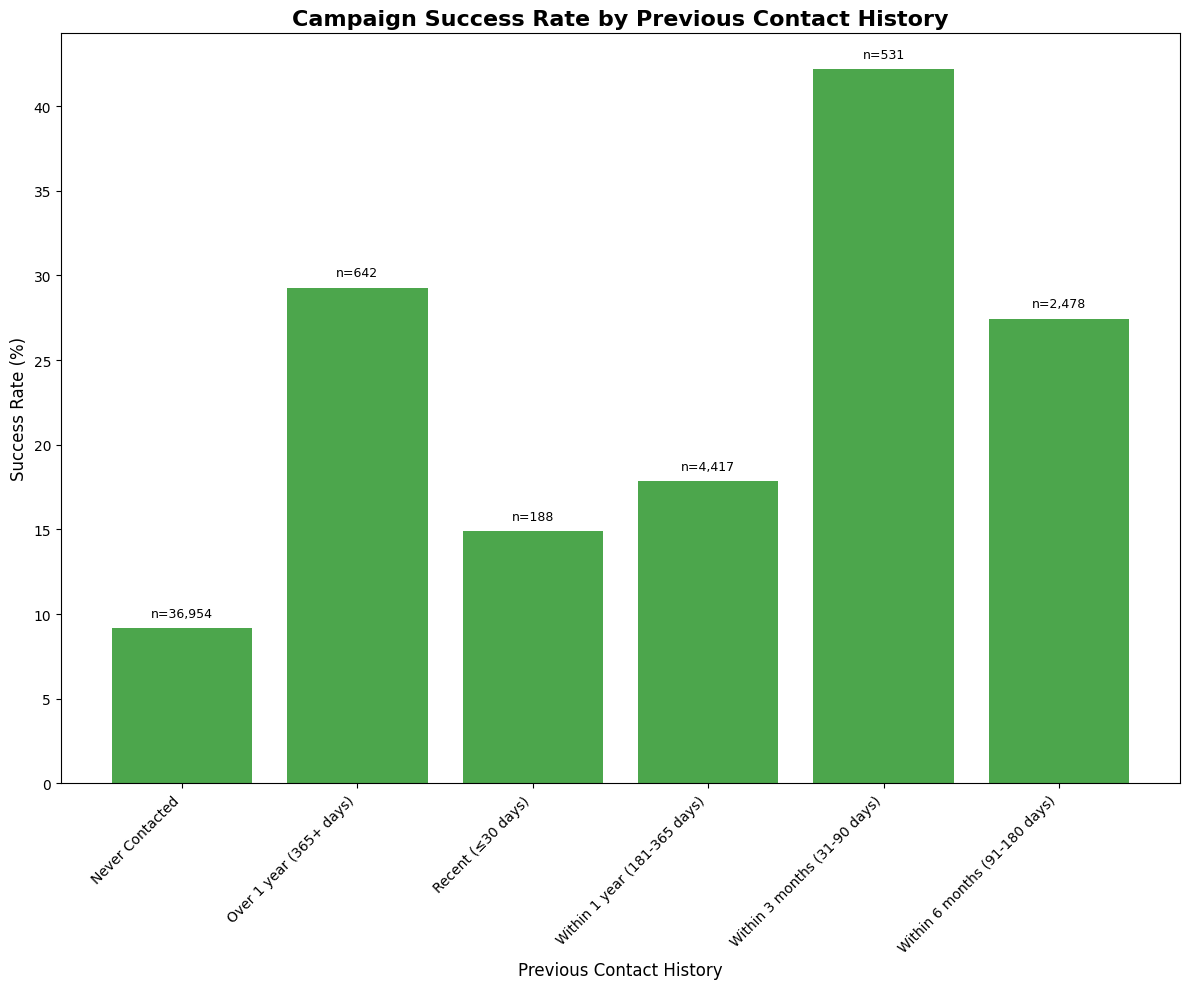 Campaign Success Rate by Previous Contact History
Success Rate (%)
40
35
30
25
20
15
10
5
0
n=36,954
n=642
n=188
n=4,417
n=531
n=2,478
Never Contacted
Over 1 year (365+ days)
Recent (≤30 days)
Within 1 year (181-365 days)
Within 3 months (31-90 days)
Within 6 months (91-180 days)
Previous Contact History